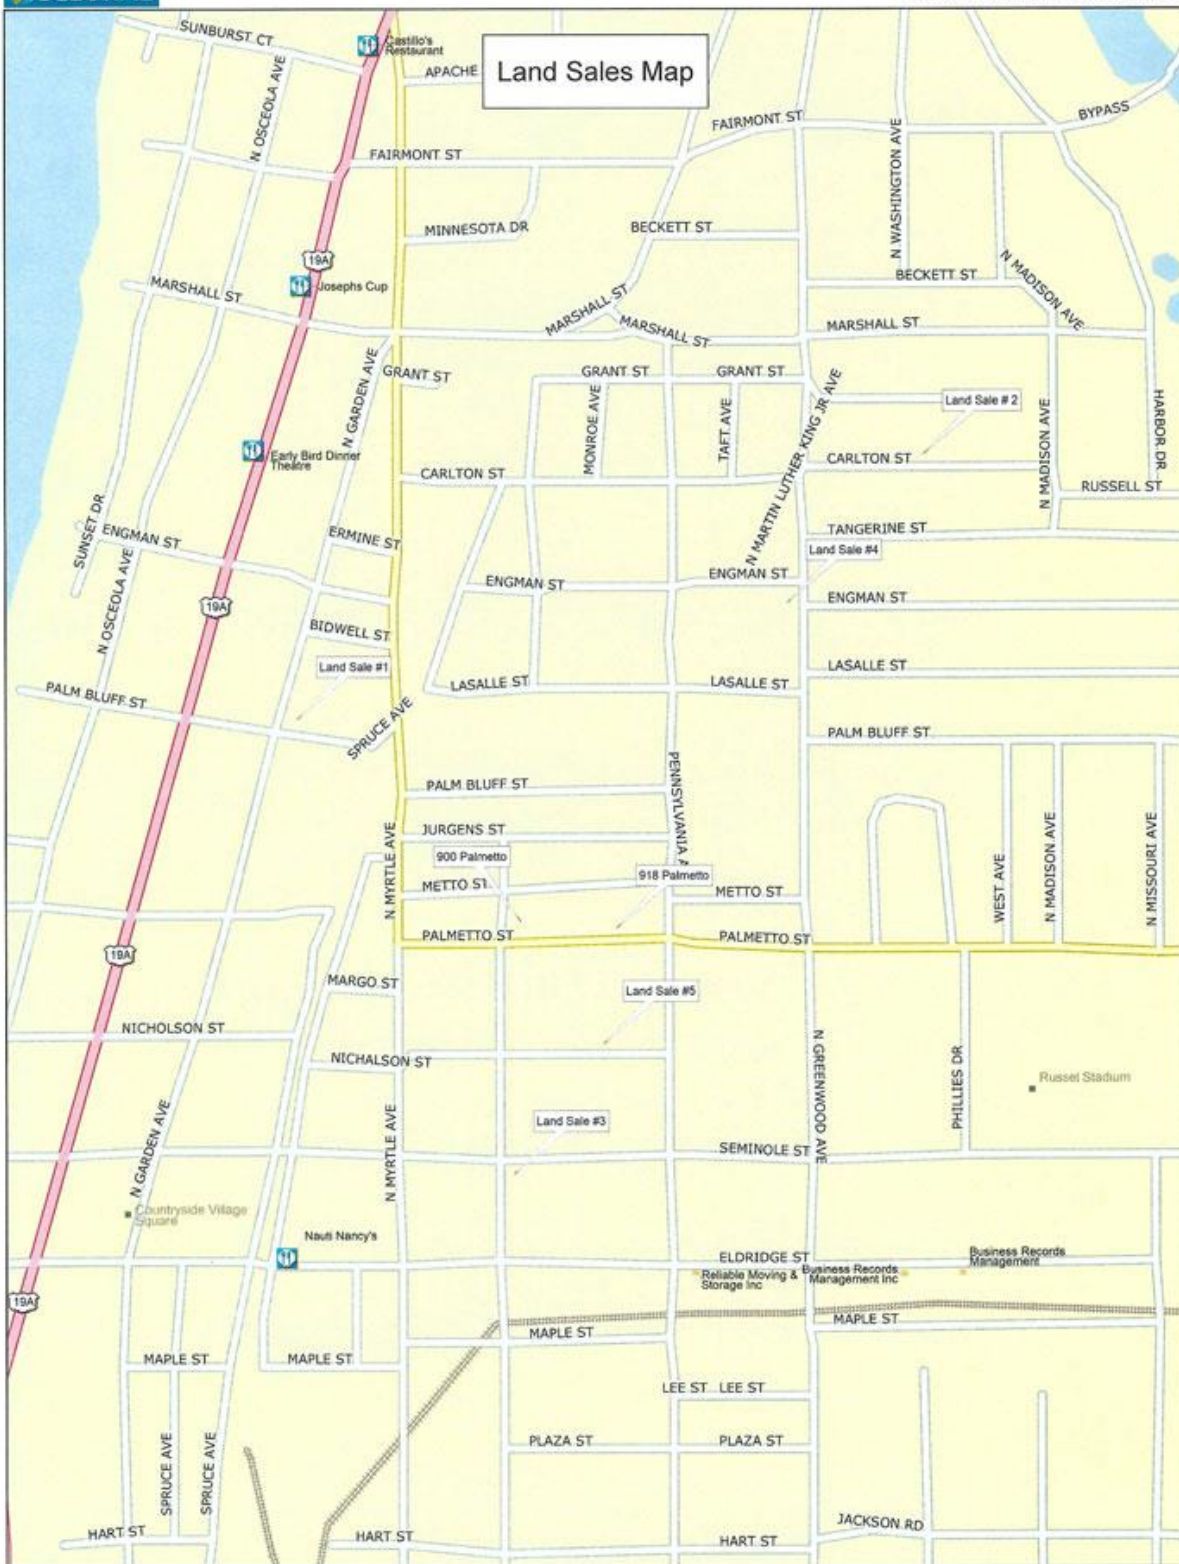 Land Sales Map
SUNBURST CT
Castillo's
Restaurant
APACHE
N OSCEOLA AVE
FAIRMONT ST
FAIRMONT ST
BYPASS
N WASHINGTON AVE
MINNESOTA DR
BECKETT ST
BECKETT ST
N MADISON AVE
19A
Josephs Cup
MARSHALL ST
MARSHALL ST
MARSHALL ST
MARSHALL ST
N GARDEN AVE
GRANT ST
GRANT ST
GRANT ST
MONROE AVE
TAFT AVE
N MARTIN LUTHER KING JR AVE
Land Sale # 2
N MADISON AVE
HARBOR DR
Early Bird Dinner
Theatre
CARLTON ST
CARLTON ST
RUSSELL ST
SUNSET DR
ENGMAN ST
ERMINE ST
TANGERINE ST
Land Sale #4
N OSCEOLA AVE
ENGMAN ST
ENGMAN ST
ENGMAN ST
19A
BIDWELL ST
Land Sale #1
LASALLE ST
LASALLE ST
LASALLE ST
PALM BLUFF ST
SPRUCE AVE
PALM BLUFF ST
PALM BLUFF ST
PENNSYLVANIA A
N MYRTLE AVE
JURGENS ST
900 Palmetto
918 Palmetto
METTO ST
METTO ST
WEST AVE
N MADISON AVE
N MISSOURI AVE
PALMETTO ST
PALMETTO ST
19A
MARGO ST
Land Sale #5
NICHOLSON ST
NICHALSON ST
N GREENWOOD AVE
PHILLIES DR
Russel Stadium
N GARDEN AVE
N MYRTLE AVE
Land Sale #3
SEMINOLE ST
Countryside Village
Square
Nauti Nancy's
ELDRIDGE ST
Reliable Moving &
Storage Inc
Business Records
Management Inc
Business Records
Management
19A
MAPLE ST
MAPLE ST
MAPLE ST
MAPLE ST
LEE ST
LEE ST
PLAZA ST
PLAZA ST
SPRUCE AVE
SPRUCE AVE
HART ST
HART ST
HART ST
JACKSON RD